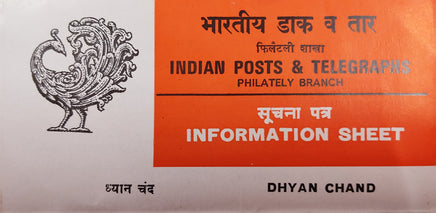 भारतीय डाक व तार
फिलैटली शाखा
INDIAN POSTS & TELEGRAPHS
PHILATELY BRANCH
सूचना पत्र
INFORMATION SHEET
ध्यान चंद
DHYAN CHAND